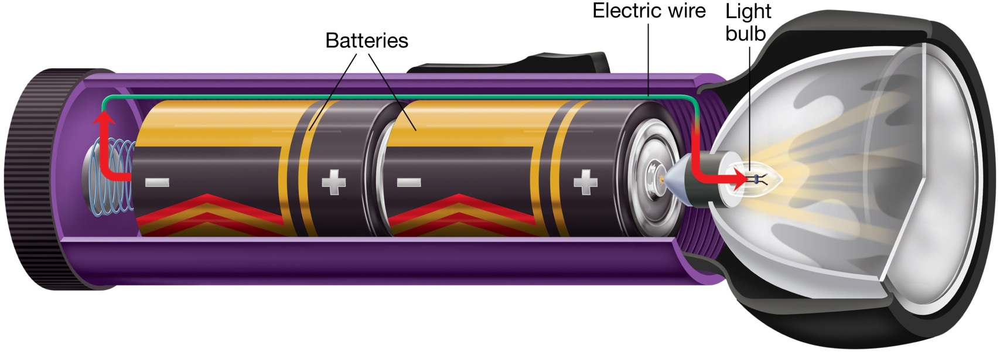 Electric wire
Light
bulb
Batteries
− +
− +